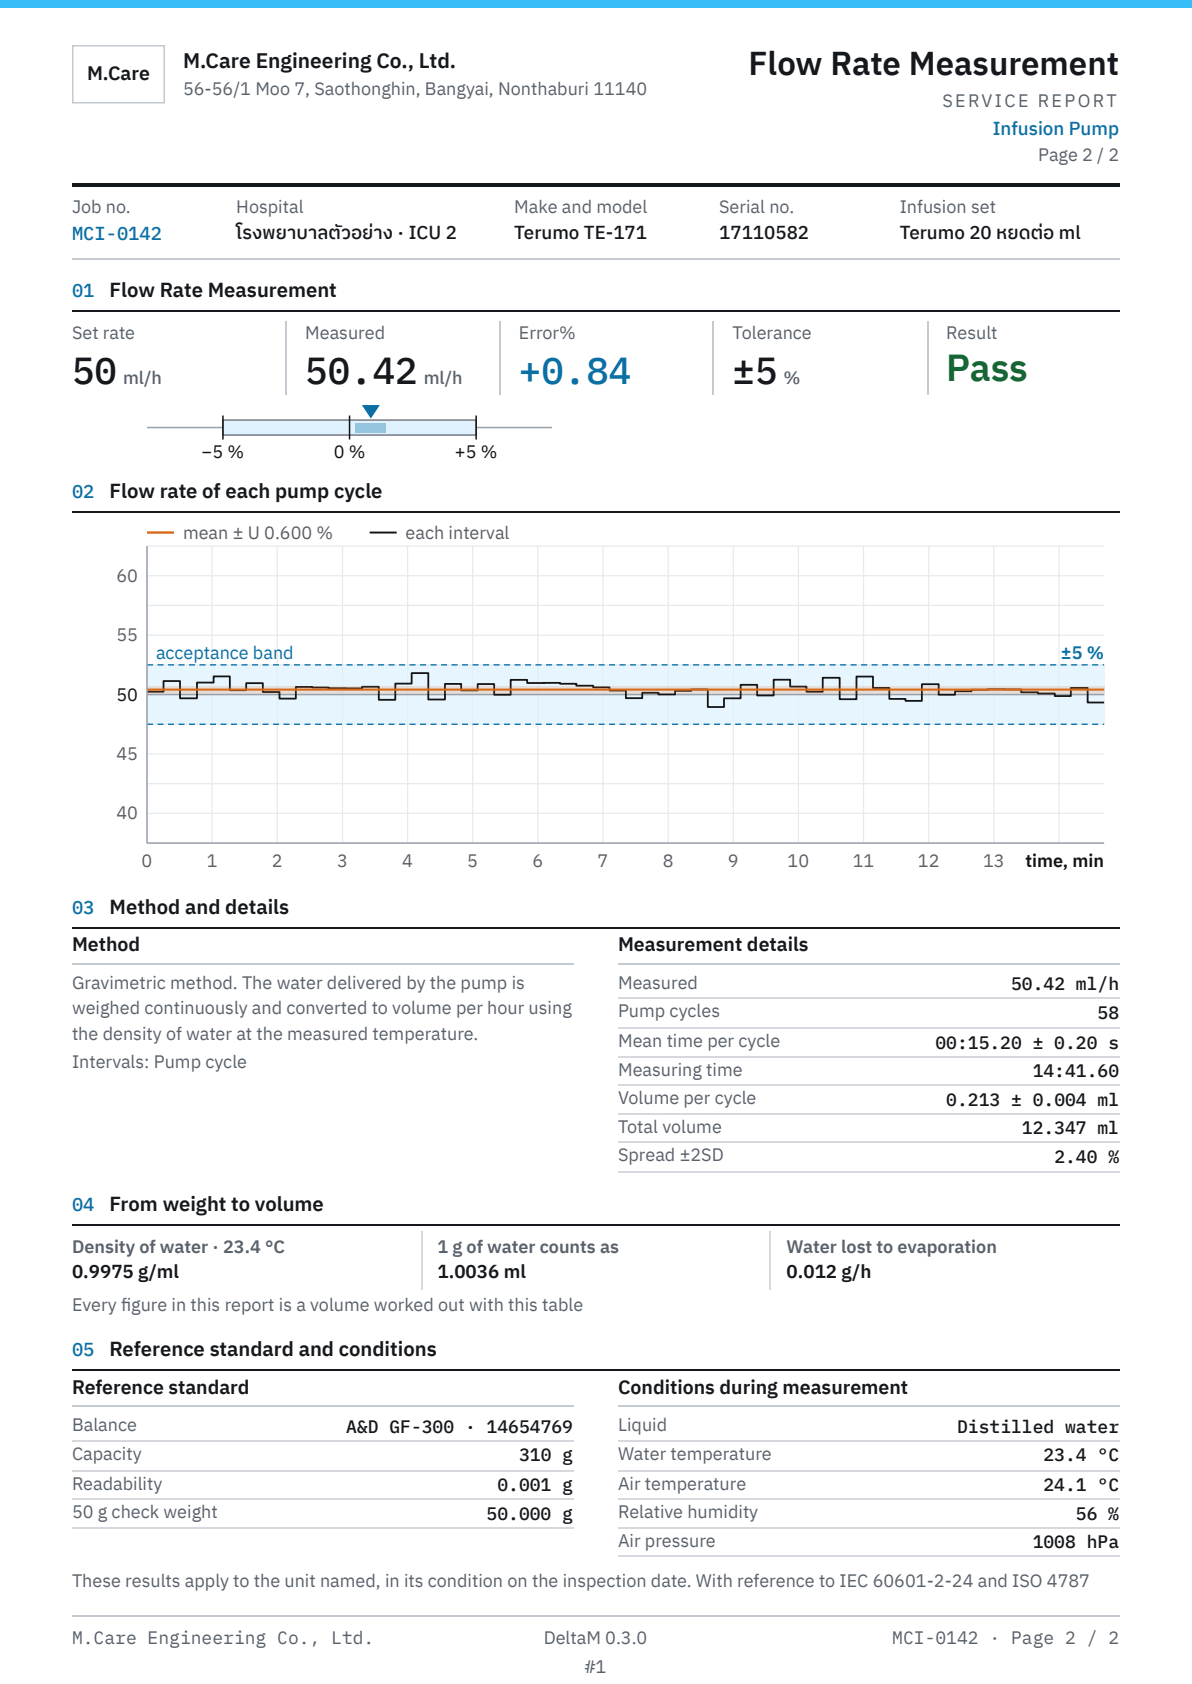 M.Care
M.Care Engineering Co., Ltd.
56-56/1 Moo 7, Saothonghin, Bangyai, Nonthaburi 11140
Flow Rate Measurement
SERVICE REPORT
Infusion Pump
Page 2 / 2
Job no. Hospital Make and model Serial no. Infusion set
MCI-0142 โรงพยาบาลตัวอย่าง · ICU 2 Terumo TE-171 17110582 Terumo 20 หยดต่อ ml
01 Flow Rate Measurement
Set rate Measured Error% Tolerance Result
50 ml/h 50.42 ml/h +0.84 ±5 % Pass
−5 % 0 % +5 %
02 Flow rate of each pump cycle
mean ± U 0.600 % each interval
60
55
acceptance band ±5 %
50
45
40
0 1 2 3 4 5 6 7 8 9 10 11 12 13 time, min
03 Method and details
Method
Gravimetric method. The water delivered by the pump is
weighed continuously and converted to volume per hour using
the density of water at the measured temperature.
Intervals: Pump cycle
Measurement details
Measured 50.42 ml/h
Pump cycles 58
Mean time per cycle 00:15.20 ± 0.20 s
Measuring time 14:41.60
Volume per cycle 0.213 ± 0.004 ml
Total volume 12.347 ml
Spread ±2SD 2.40 %
04 From weight to volume
Density of water · 23.4 °C 1 g of water counts as Water lost to evaporation
0.9975 g/ml 1.0036 ml 0.012 g/h
Every figure in this report is a volume worked out with this table
05 Reference standard and conditions
Reference standard
Balance A&D GF-300 · 14654769
Capacity 310 g
Readability 0.001 g
50 g check weight 50.000 g
Conditions during measurement
Liquid Distilled water
Water temperature 23.4 °C
Air temperature 24.1 °C
Relative humidity 56 %
Air pressure 1008 hPa
These results apply to the unit named, in its condition on the inspection date. With reference to IEC 60601-2-24 and ISO 4787
M.Care Engineering Co., Ltd. DeltaM 0.3.0 MCI-0142 · Page 2 / 2
#1